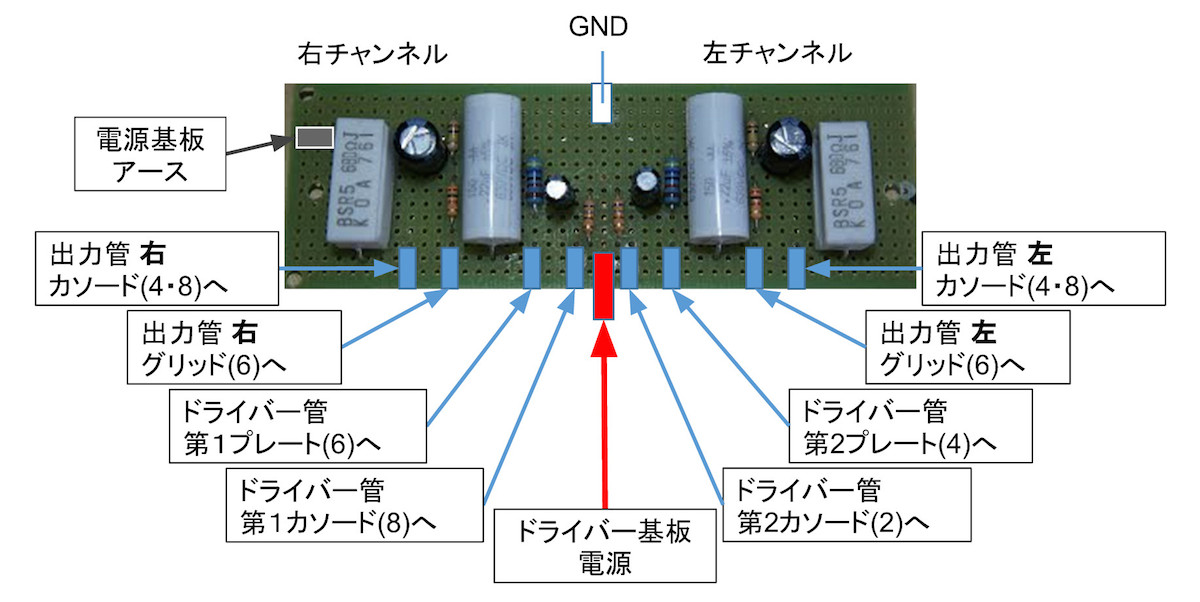 GND
右チャンネル
左チャンネル
電源基板
アース
BSR5 680ΩJ
KOA 761
BSR5 680ΩJ
KOA 761
出力管 右
カソード(4・8)へ
出力管 左
カソード(4・8)へ
出力管 右
グリッド(6)へ
出力管 左
グリッド(6)へ
ドライバー管
第1プレート(6)へ
ドライバー管
第2プレート(4)へ
ドライバー管
第1カソード(8)へ
ドライバー管
第2カソード(2)へ
ドライバー基板
電源